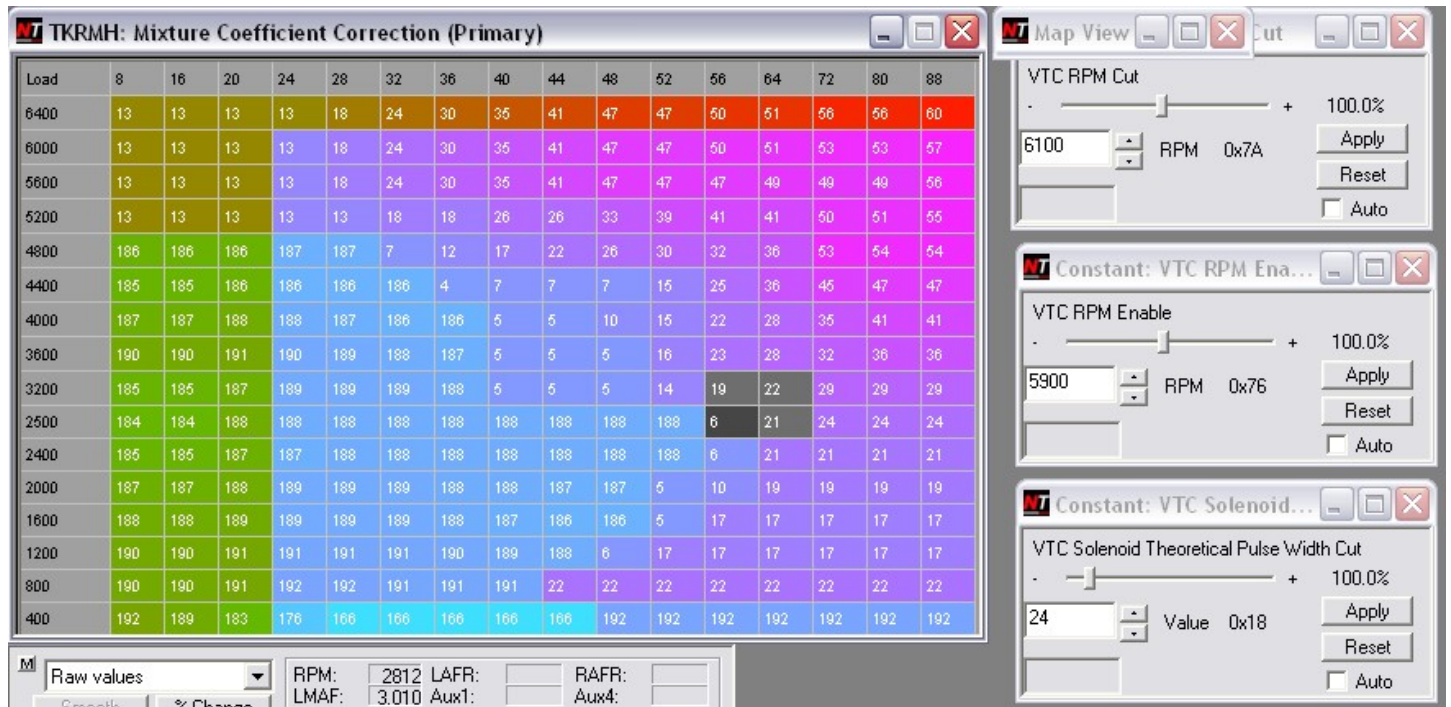 NT TKRMH: Mixture Coefficient Correction (Primary)
Load 8 16 20 24 28 32 36 40 44 48 52 56 64 72 80 88
6400 13 13 13 13 18 24 30 35 41 47 47 50 51 56 56 60
6000 13 13 13 13 18 24 30 35 41 47 47 50 51 53 53 57
5600 13 13 13 13 18 24 30 35 41 47 47 47 49 49 49 56
5200 13 13 13 13 13 18 18 26 26 33 39 41 41 50 51 55
4800 186 186 186 187 187 7 12 17 22 26 30 32 36 53 54 54
4400 185 185 186 186 186 186 4 7 7 7 15 25 36 45 47 47
4000 187 187 188 188 187 186 186 5 5 10 15 22 28 35 41 41
3600 190 190 191 190 189 188 187 5 5 5 16 23 28 32 36 36
3200 185 185 187 189 189 189 188 5 5 5 14 19 22 29 29 29
2500 184 184 188 188 188 188 188 188 188 188 188 6 21 24 24 24
2400 185 185 187 187 188 188 188 188 188 188 188 6 21 21 21 21
2000 187 187 188 189 189 189 188 188 187 187 5 10 19 19 19 19
1600 188 188 189 189 189 189 188 187 186 186 5 17 17 17 17 17
1200 190 190 191 191 191 191 190 189 188 6 17 17 17 17 17 17
800 190 190 191 192 192 191 191 191 22 22 22 22 22 22 22 22
400 192 189 183 176 166 166 166 166 166 192 192 192 192 192 192 192
M Raw values
Smooth % Change
RPM: 2812 LAFR: RAFR:
LMAF: 3.010 Aux1: Aux4:
NT Map View
Cut
VTC RPM Cut
- + 100.0%
6100 RPM 0x7A Apply
Reset
Auto
NT Constant: VTC RPM Ena...
VTC RPM Enable
- + 100.0%
5900 RPM 0x76 Apply
Reset
Auto
NT Constant: VTC Solenoid...
VTC Solenoid Theoretical Pulse Width Cut
- + 100.0%
24 Value 0x18 Apply
Reset
Auto